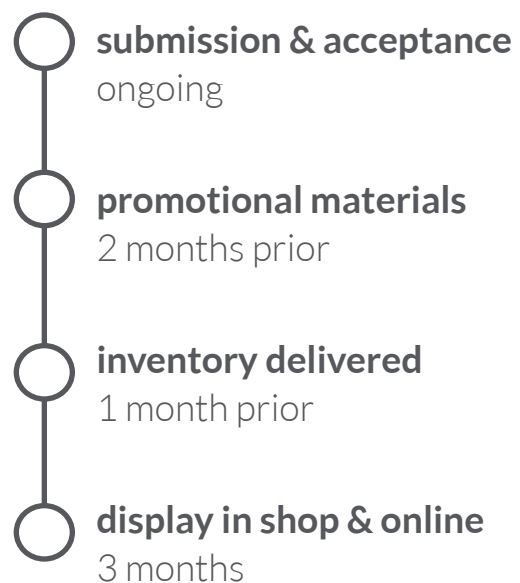 submission & acceptance
ongoing
promotional materials
2 months prior
inventory delivered
1 month prior
display in shop & online
3 months